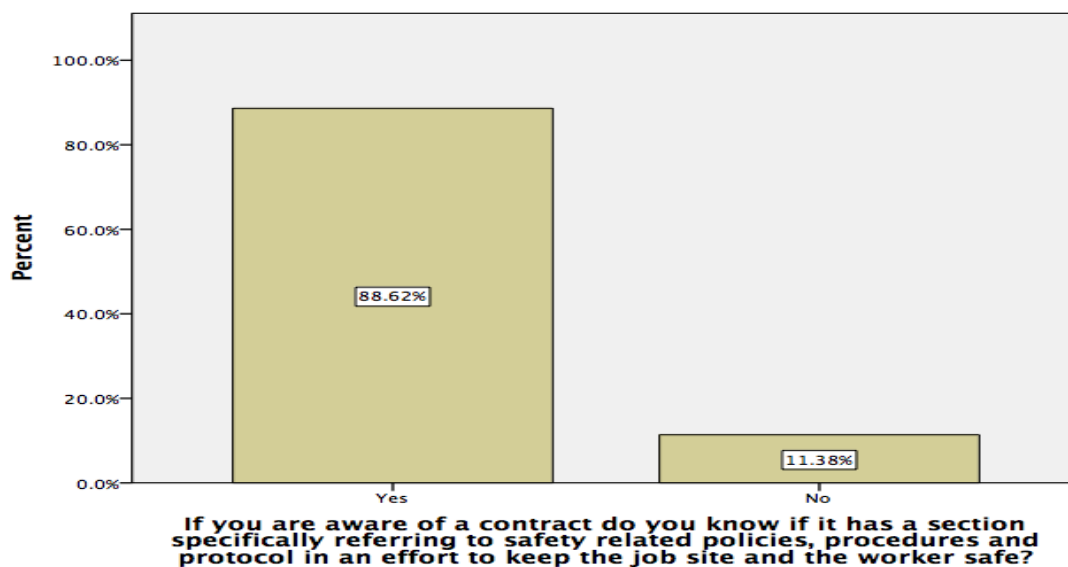 100.0%
80.0%
60.0%
40.0%
20.0%
0.0%
Percent
88.62%
11.38%
Yes
No
If you are aware of a contract do you know if it has a section
specifically referring to safety related policies, procedures and
protocol in an effort to keep the job site and the worker safe?